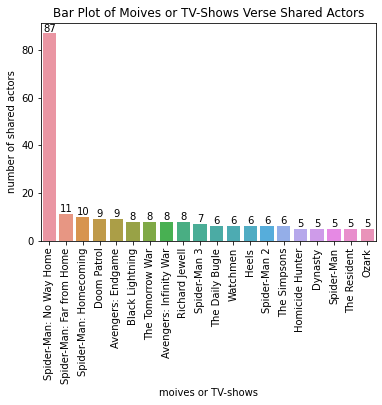 Bar Plot of Moives or TV-Shows Verse Shared Actors
number of shared actors
80
60
40
20
0
87
11
10
9
9
8
8
8
8
7
6
6
6
6
6
5
5
5
5
5
Spider-Man: No Way Home
Spider-Man: Far from Home
Spider-Man: Homecoming
Doom Patrol
Avengers: Endgame
Black Lightning
The Tomorrow War
Avengers: Infinity War
Richard Jewell
Spider-Man 3
The Daily Bugle
Watchmen
Heels
Spider-Man 2
The Simpsons
Homicide Hunter
Dynasty
Spider-Man
The Resident
Ozark
moives or TV-shows